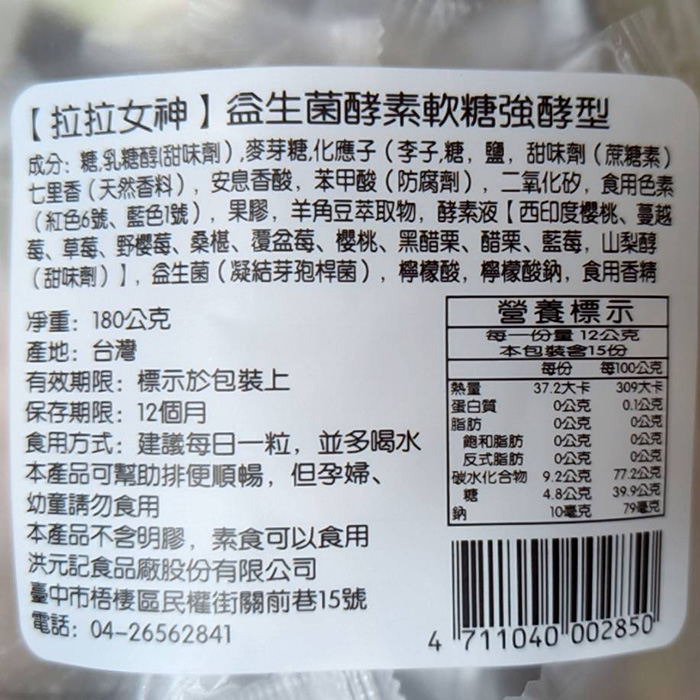 【拉拉女神】益生菌酵素軟糖強酵型
成分：糖,乳糖醇(甜味劑),麥芽糖,化應子（李子,糖，鹽，甜味劑（蔗糖素）
七里香（天然香料），安息香酸，苯甲酸（防腐劑），二氧化矽，食用色素
（紅色6號、藍色1號），果膠，羊角豆萃取物，酵素液【西印度櫻桃、蔓越
莓、草莓、野櫻莓、桑椹、覆盆莓、櫻桃、黑醋栗、醋栗、藍莓，山梨醇
（甜味劑）】，益生菌（凝結芽孢桿菌），檸檬酸，檸檬酸鈉，食用香精
淨重：180公克
產地：台灣
有效期限：標示於包裝上
保存期限：12個月
食用方式：建議每日一粒，並多喝水
本產品可幫助排便順暢，但孕婦、
幼童請勿食用
本產品不含明膠，素食可以食用
洪元記食品廠股份有限公司
臺中市梧棲區民權街關前巷15號
電話：04-26562841
營養標示
每一份量 12公克
本包裝含15份
每份 每100公克
熱量 37.2大卡 309大卡
蛋白質 0公克 0.1公克
脂肪 0公克 0公克
飽和脂肪 0公克 0公克
反式脂肪 0公克 0公克
碳水化合物 9.2公克 77.2公克
糖 4.8公克 39.9公克
鈉 10毫克 79毫克
4 711040 002850